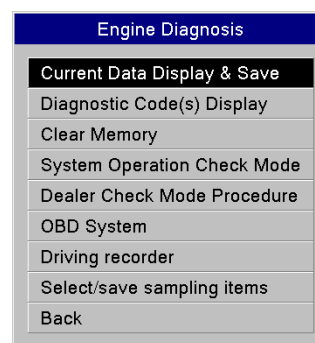 Engine Diagnosis
Current Data Display & Save
Diagnostic Code(s) Display
Clear Memory
System Operation Check Mode
Dealer Check Mode Procedure
OBD System
Driving recorder
Select/save sampling items
Back